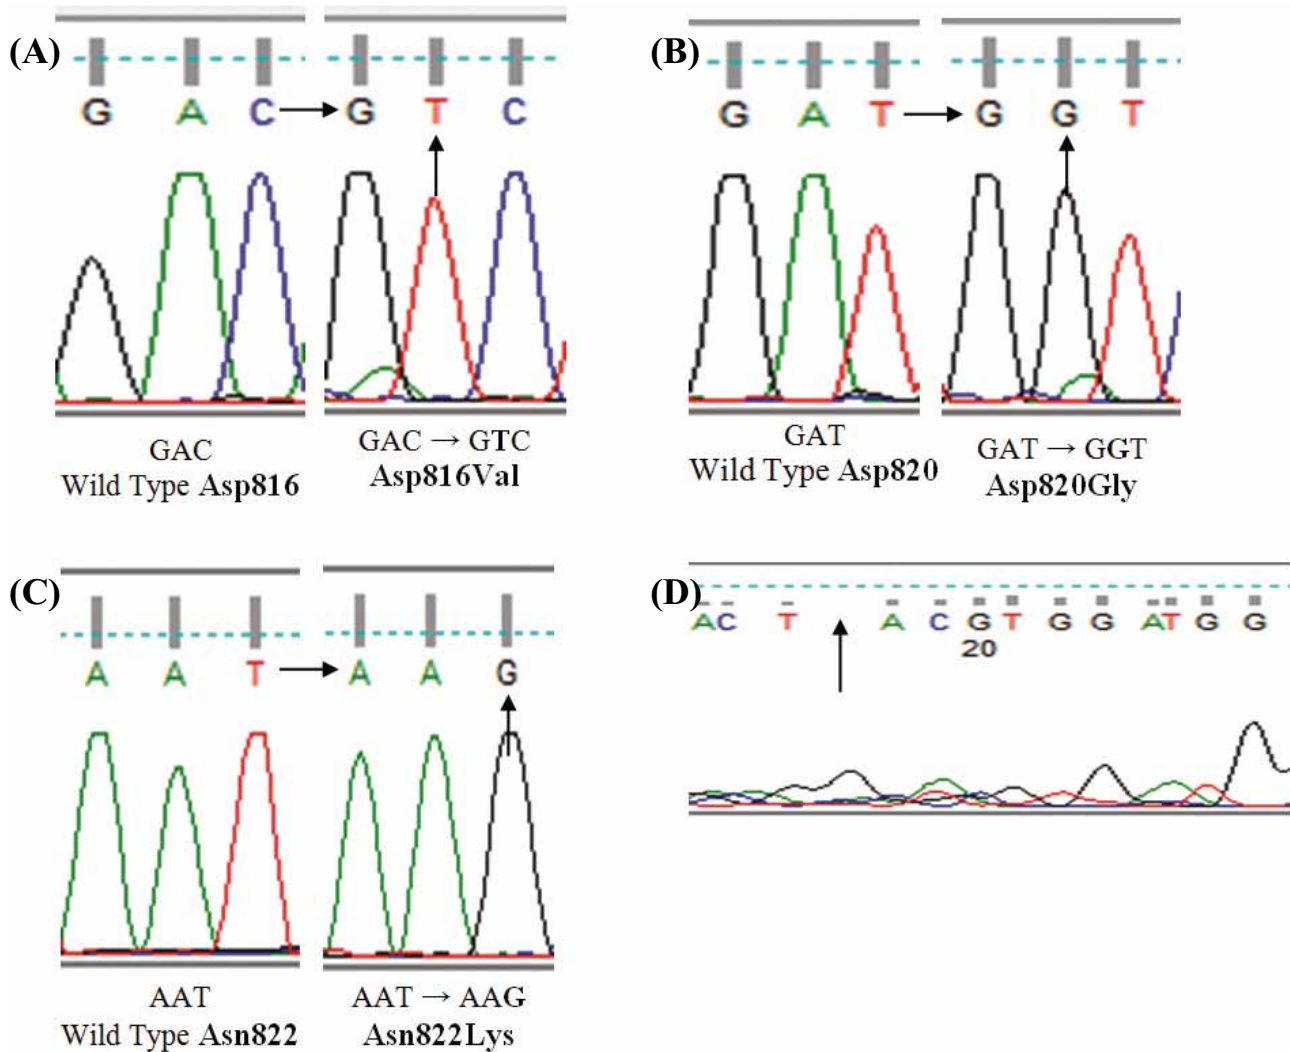 (A)
G A C → G T C
GAC
Wild Type Asp816
GAC → GTC
Asp816Val
(B)
G A T → G G T
GAT
Wild Type Asp820
GAT → GGT
Asp820Gly
(C)
A A T → A A G
AAT
Wild Type Asn822
AAT → AAG
Asn822Lys
(D)
AC T A C G T G G AT G G
20